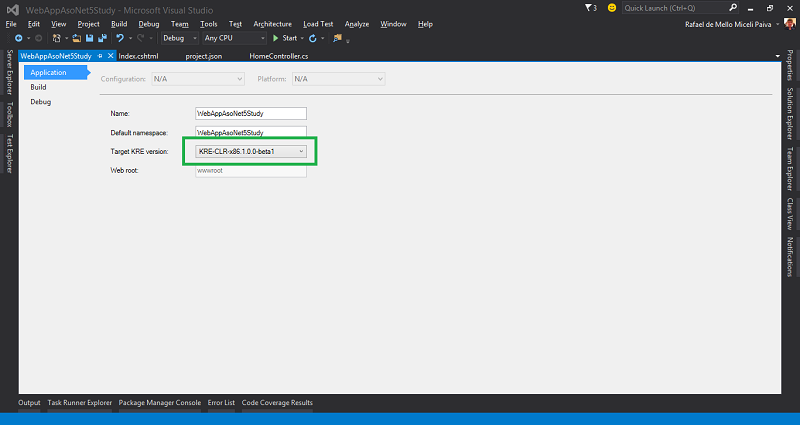 WebAppAsoNet5Study - Microsoft Visual Studio
3
Quick Launch (Ctrl+Q)
File Edit View Project Build Debug Team Tools Test Architecture Load Test Analyze Window Help
Rafael de Mello Miceli Paiva
Debug Any CPU Start
WebAppAsoNet5Study Index.cshtml project.json HomeController.cs
Server Explorer
Toolbox
Test Explorer
Application
Build
Debug
Configuration: N/A Platform: N/A
Name: WebAppAsoNet5Study
Default namespace: WebAppAsoNet5Study
Target KRE version: KRE-CLR-x86.1.0.0-beta1
Web root: wwwroot
Properties
Solution Explorer
Team Explorer
Class View
Notifications
Output Task Runner Explorer Package Manager Console Error List Code Coverage Results